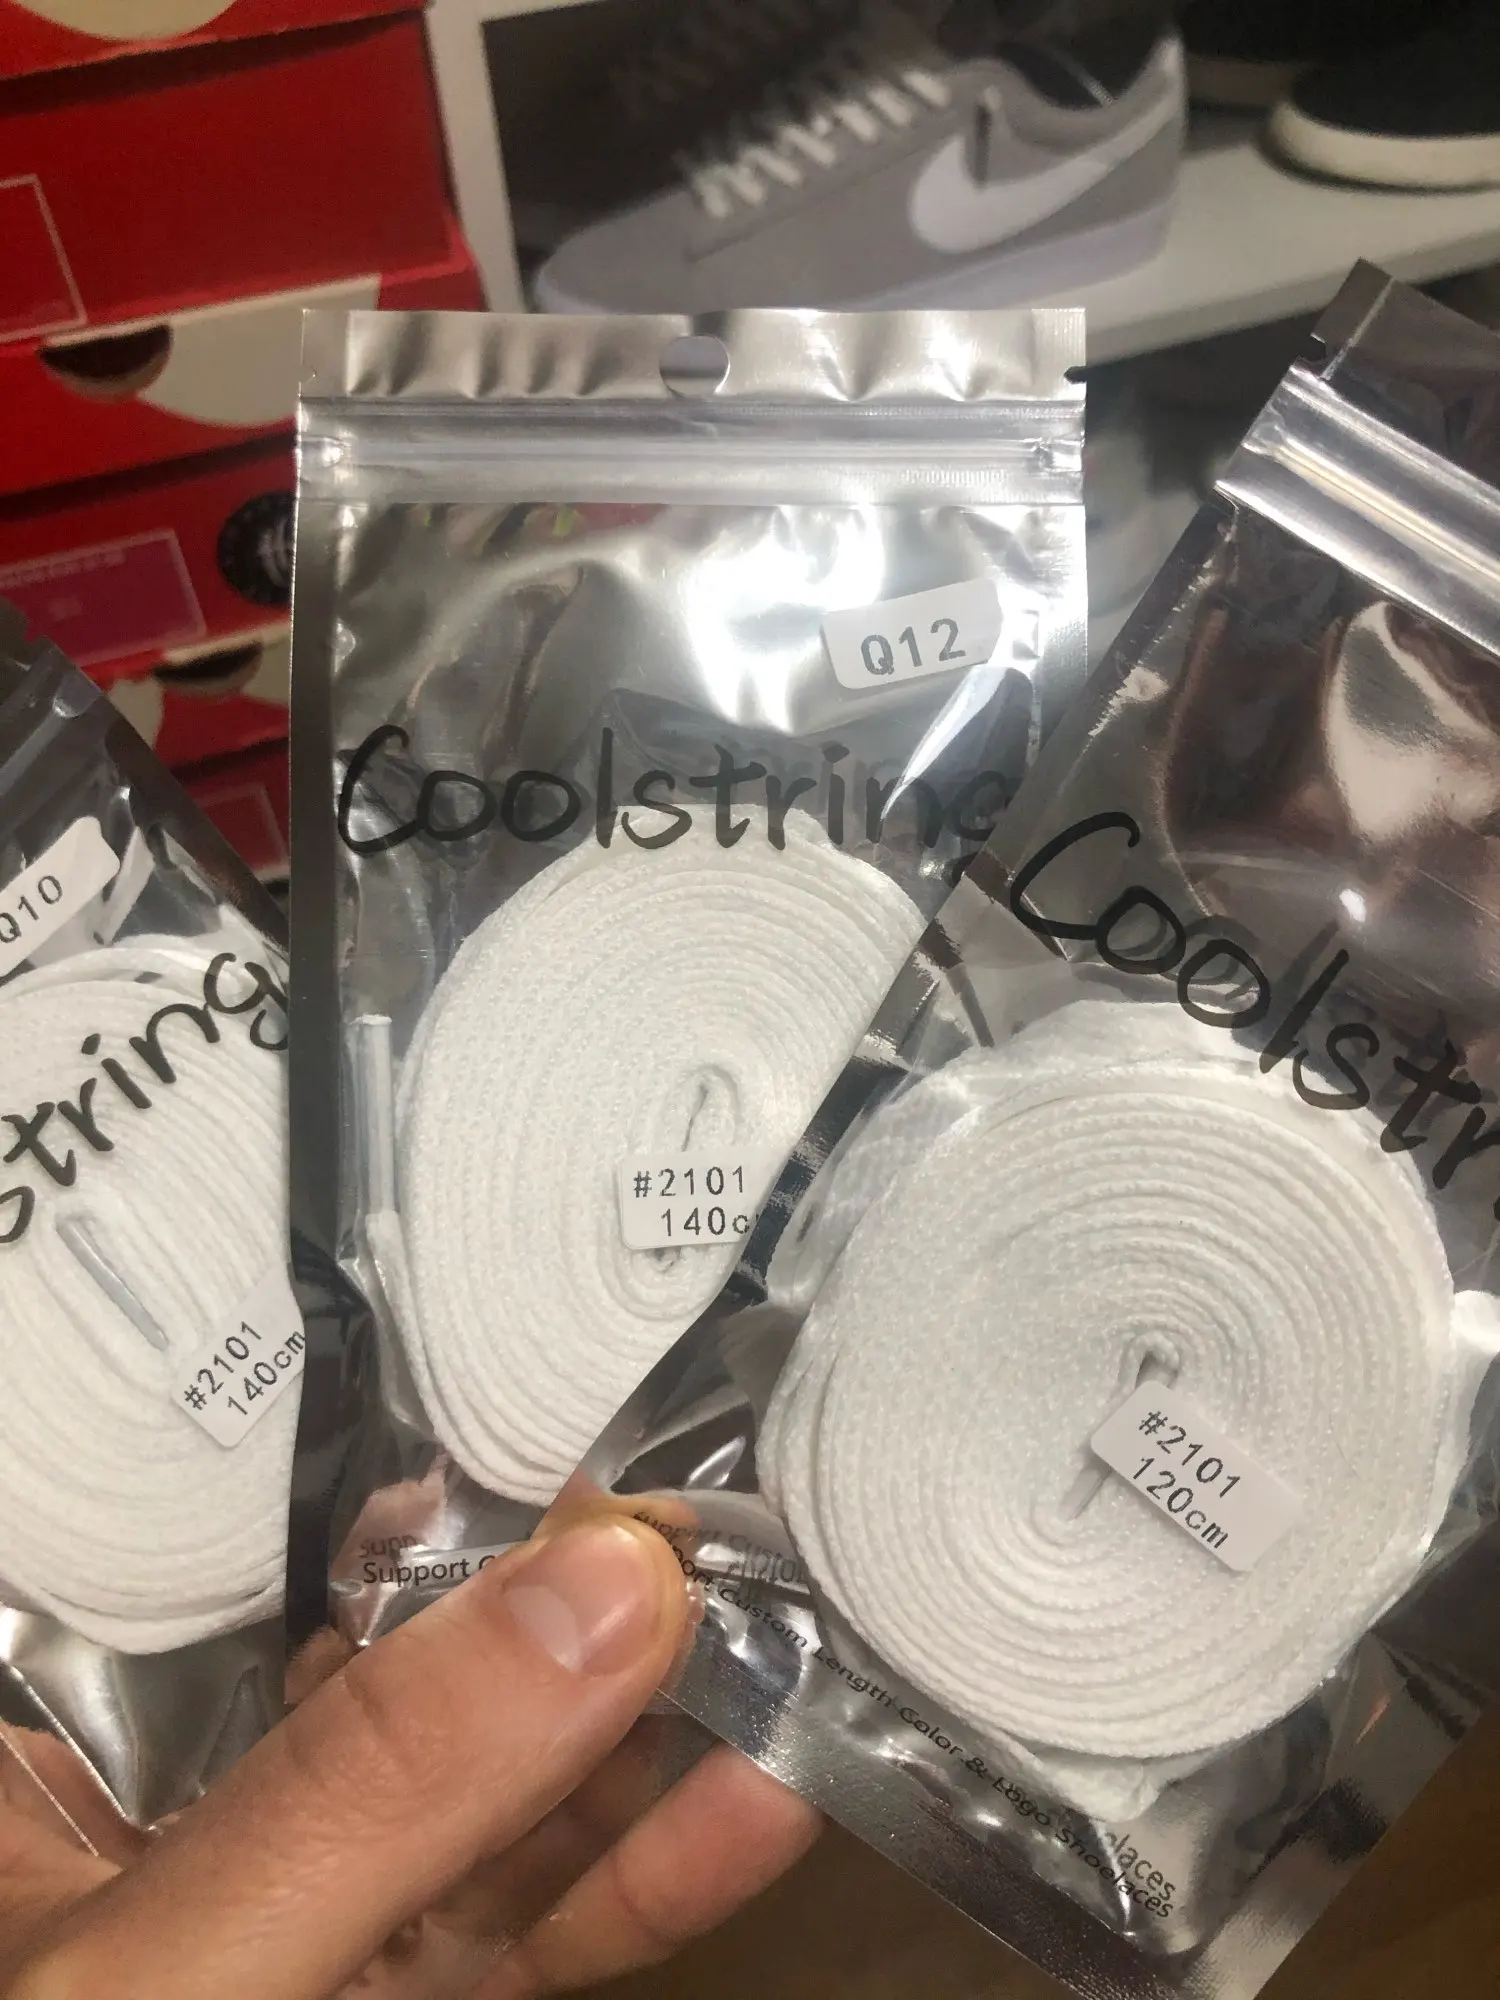 Q10
string
#2101
140cm
Q12
Coolstring
#2101
140c
Support
Coolstr
#2101
120cm
Support Custom Length Color & Logo Shoelaces